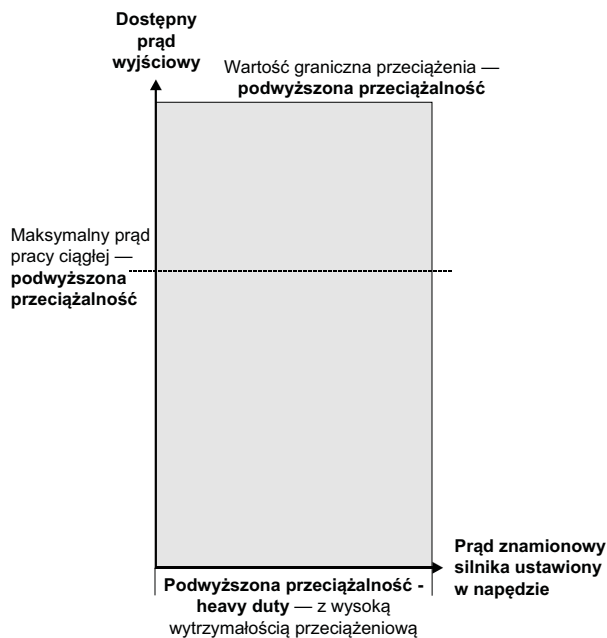 Dostępny
prąd
wyjściowy
Wartość graniczna przeciążenia —
podwyższona przeciążalność
Maksymalny prąd
pracy ciągłej —
podwyższona
przeciążalność
Prąd znamionowy
silnika ustawiony
w napędzie
Podwyższona przeciążalność -
heavy duty — z wysoką
wytrzymałością przeciążeniową